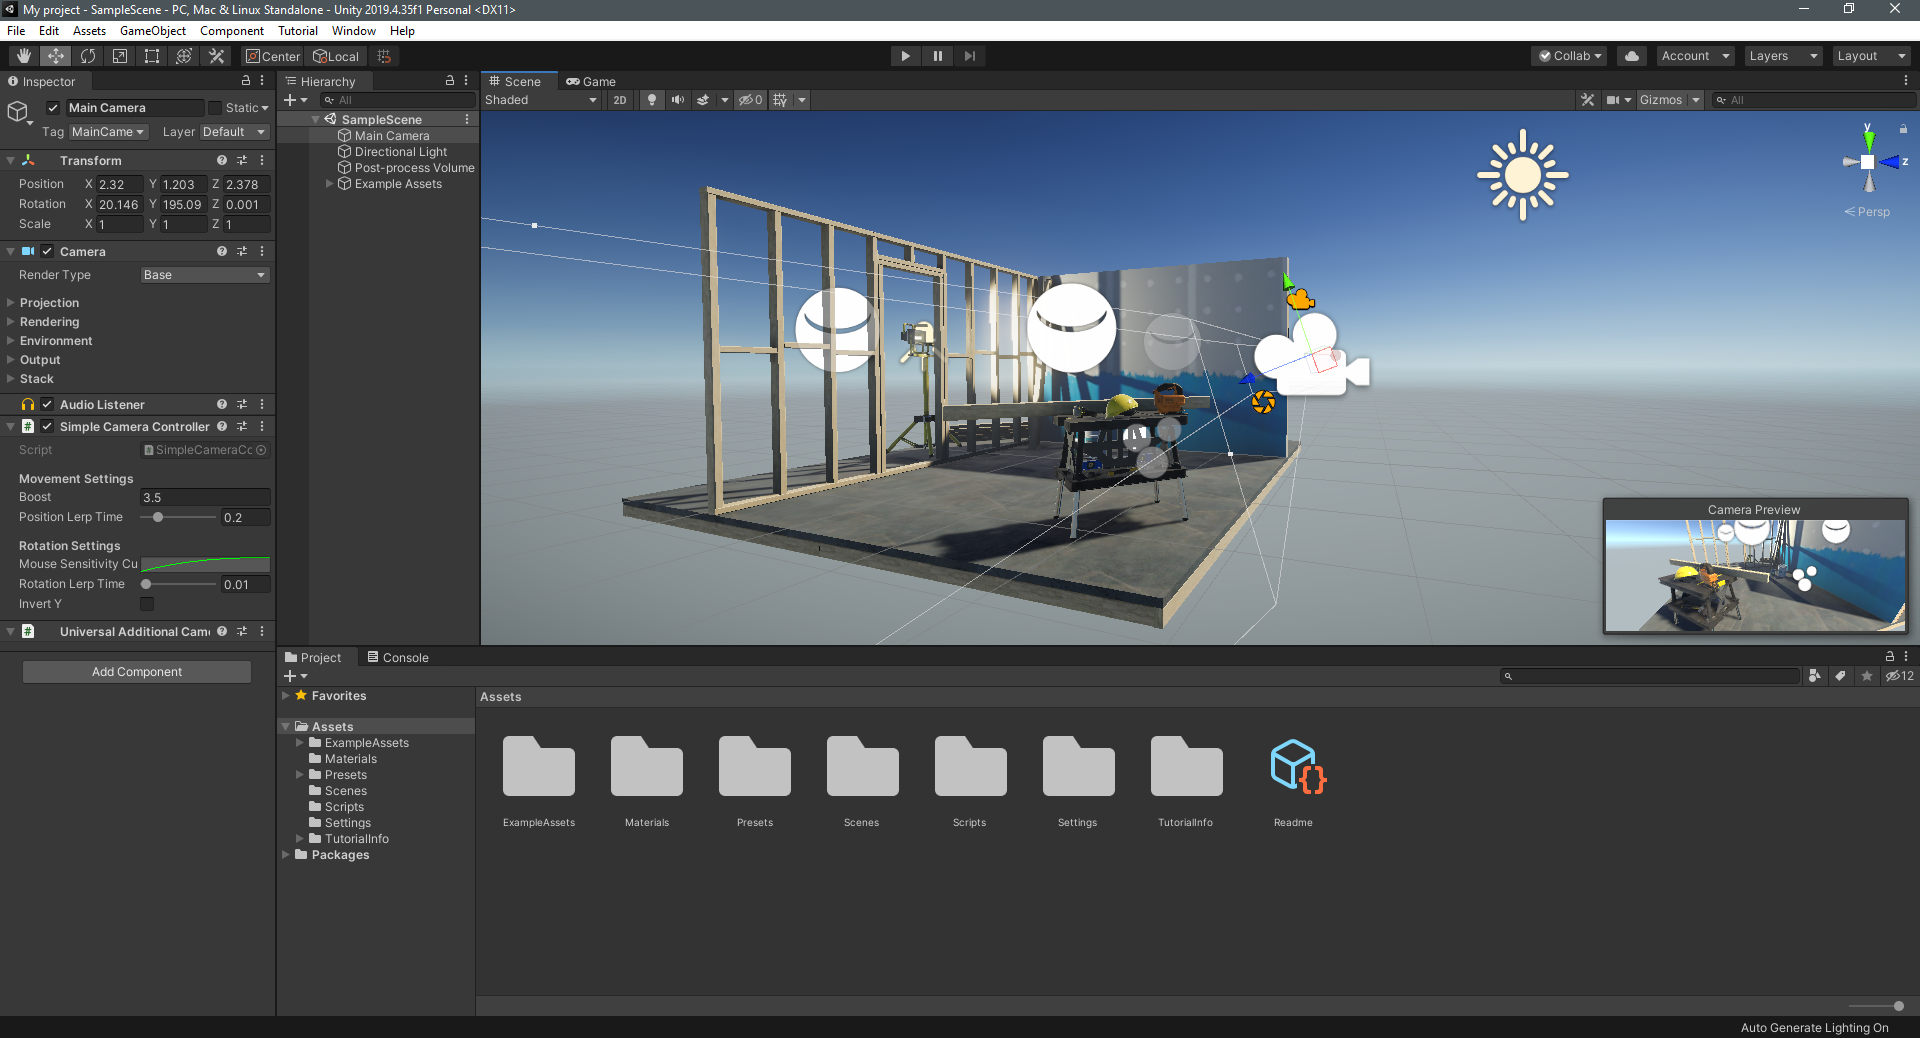 My project - SampleScene - PC, Mac & Linux Standalone - Unity 2019.4.35f1 Personal <DX11>
File Edit Assets GameObject Component Tutorial Window Help
Center Local Collab Account Layers Layout
Inspector
Main Camera Static
Tag MainCame Layer Default
Transform
Position X 2.32 Y 1.203 Z 2.378
Rotation X 20.146 Y 195.09 Z 0.001
Scale X 1 Y 1 Z 1
Camera
Render Type Base
Projection
Rendering
Environment
Output
Stack
Audio Listener
Simple Camera Controller
Script # SimpleCameraCc
Movement Settings
Boost 3.5
Position Lerp Time 0.2
Rotation Settings
Mouse Sensitivity Cu
Rotation Lerp Time 0.01
Invert Y
# Universal Additional Came
Add Component
Hierarchy
All
SampleScene
Main Camera
Directional Light
Post-process Volume
Example Assets
Scene Game
Shaded 2D 0 Gizmos All
y
z
Persp
Camera Preview
Project Console
12
Favorites
Assets
ExampleAssets
Materials
Presets
Scenes
Scripts
Settings
TutorialInfo
Packages
Assets
ExampleAssets Materials Presets Scenes Scripts Settings TutorialInfo Readme
Auto Generate Lighting On